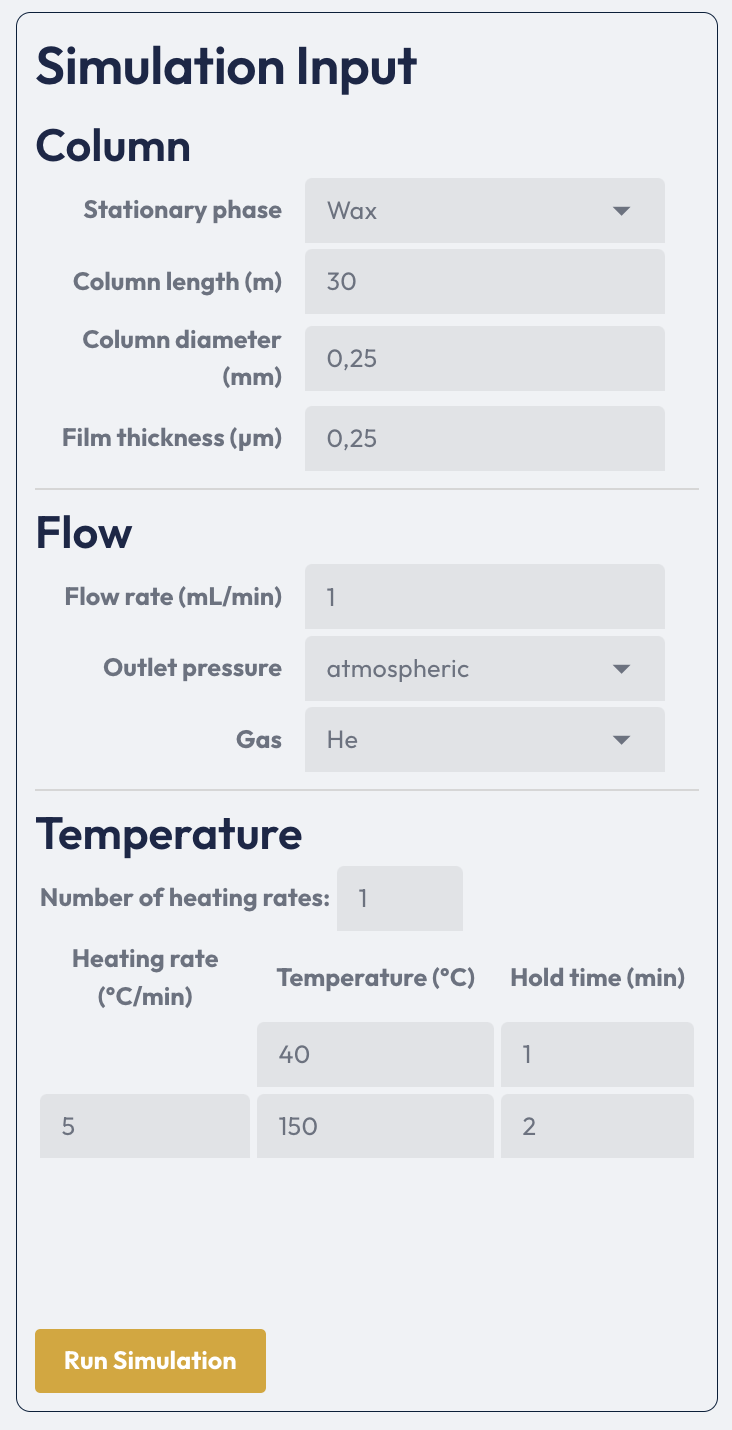 Simulation Input
Column
Stationary phase Wax
Column length (m) 30
Column diameter
(mm) 0,25
Film thickness (µm) 0,25
Flow
Flow rate (mL/min) 1
Outlet pressure atmospheric
Gas He
Temperature
Number of heating rates: 1
Heating rate
(°C/min) Temperature (°C) Hold time (min)
40 1
5 150 2
Run Simulation